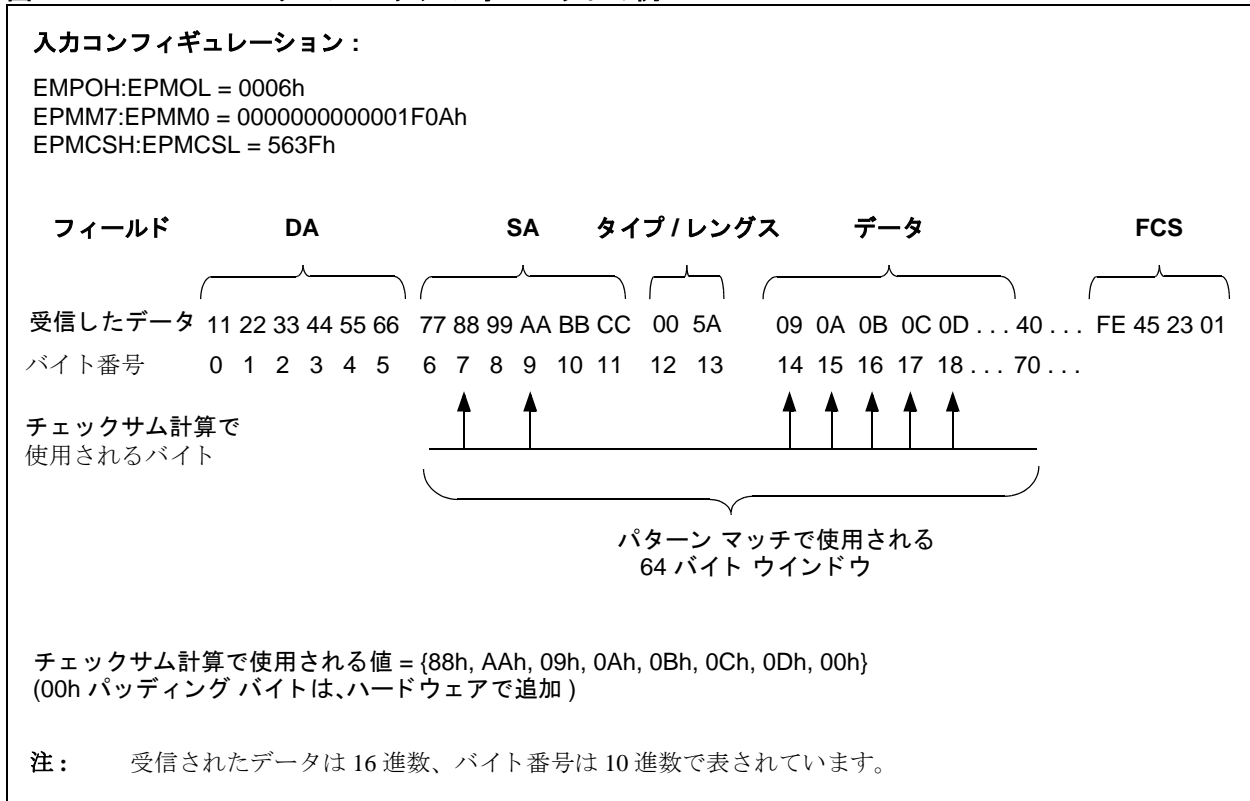 入力コンフィギュレーション :
EMPOH:EPMOL = 0006h
EPMM7:EPMM0 = 0000000000001F0Ah
EPMCSH:EPMCSL = 563Fh
フィールド DA SA タイプ / レングス データ FCS
受信したデータ 11 22 33 44 55 66 77 88 99 AA BB CC 00 5A 09 0A 0B 0C 0D . . . 40 . . . FE 45 23 01
バイト番号 0 1 2 3 4 5 6 7 8 9 10 11 12 13 14 15 16 17 18 . . . 70 . . .
チェックサム計算で
使用されるバイト
パターン マッチで使用される
64 バイト ウインドウ
チェックサム計算で使用される値 = {88h, AAh, 09h, 0Ah, 0Bh, 0Ch, 0Dh, 00h}
(00h パッディング バイトは、ハードウェアで追加 )
注 : 受信されたデータは 16 進数、バイト番号は 10 進数で表されています。